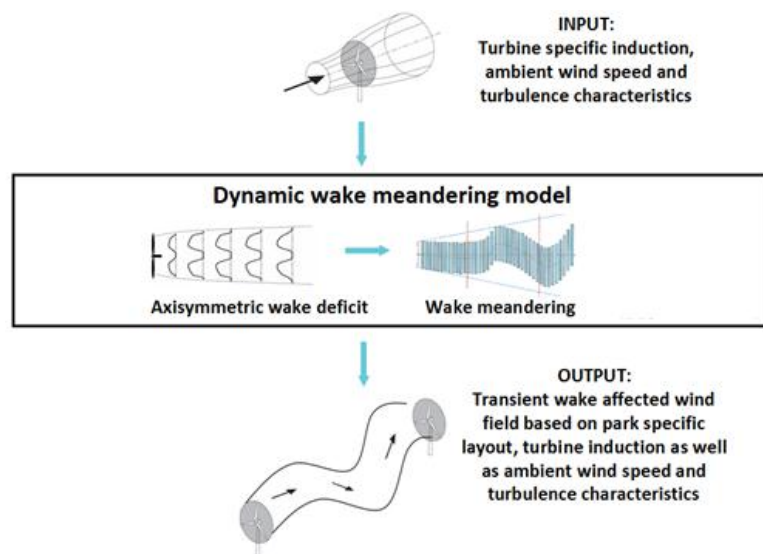 INPUT:
Turbine specific induction,
ambient wind speed and
turbulence characteristics
Dynamic wake meandering model
Axisymmetric wake deficit
Wake meandering
OUTPUT:
Transient wake affected wind
field based on park specific
layout, turbine induction as well
as ambient wind speed and
turbulence characteristics